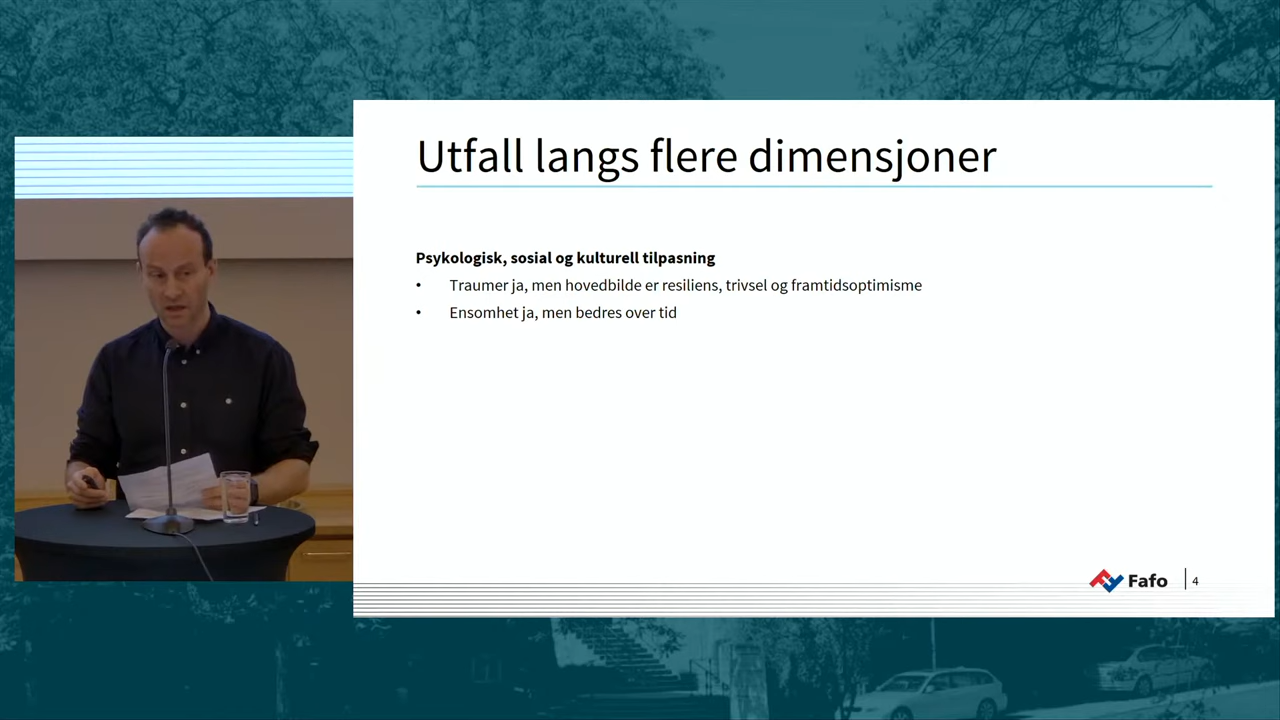 Utfall langs flere dimensjoner
Psykologisk, sosial og kulturell tilpasning
• Traumer ja, men hovedbilde er resiliens, trivsel og framtidsoptimisme
• Ensomhet ja, men bedres over tid
Fafo 4